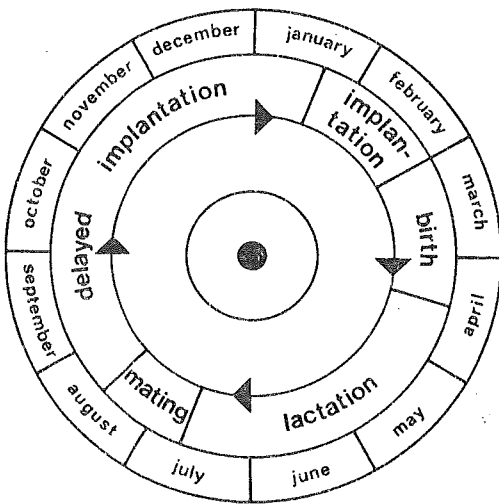 january
february
march
april
may
june
july
august
september
october
november
december
implan-
tation
birth
lactation
mating
delayed
implantation